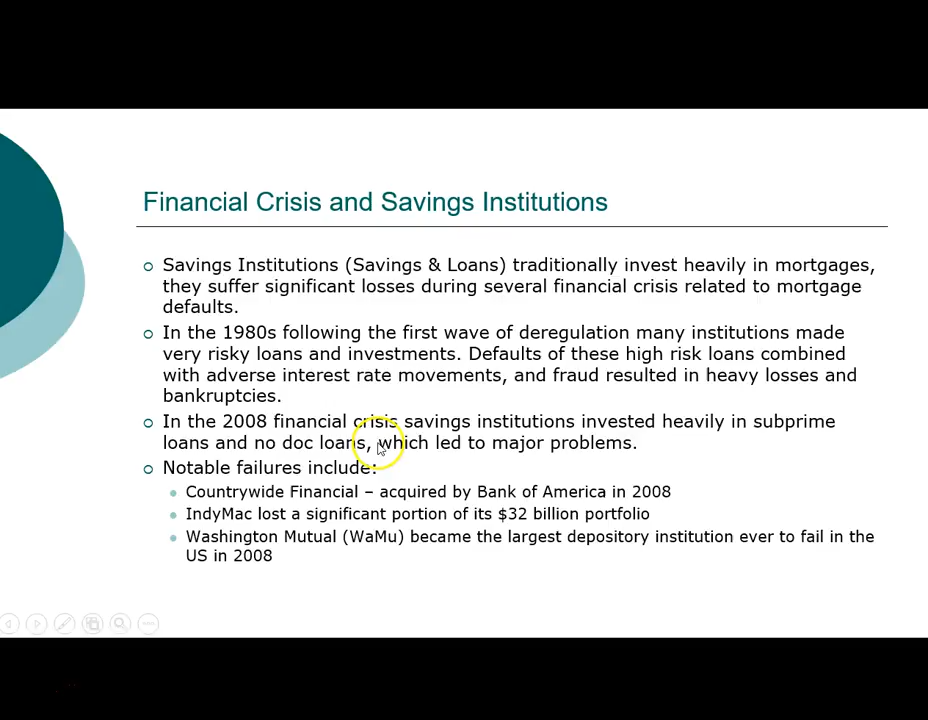 Financial Crisis and Savings Institutions
Savings Institutions (Savings & Loans) traditionally invest heavily in mortgages,
they suffer significant losses during several financial crisis related to mortgage
defaults.
In the 1980s following the first wave of deregulation many institutions made
very risky loans and investments. Defaults of these high risk loans combined
with adverse interest rate movements, and fraud resulted in heavy losses and
bankruptcies.
In the 2008 financial crisis savings institutions invested heavily in subprime
loans and no doc loans, which led to major problems.
Notable failures include:
Countrywide Financial – acquired by Bank of America in 2008
IndyMac lost a significant portion of its $32 billion portfolio
Washington Mutual (WaMu) became the largest depository institution ever to fail in the
US in 2008